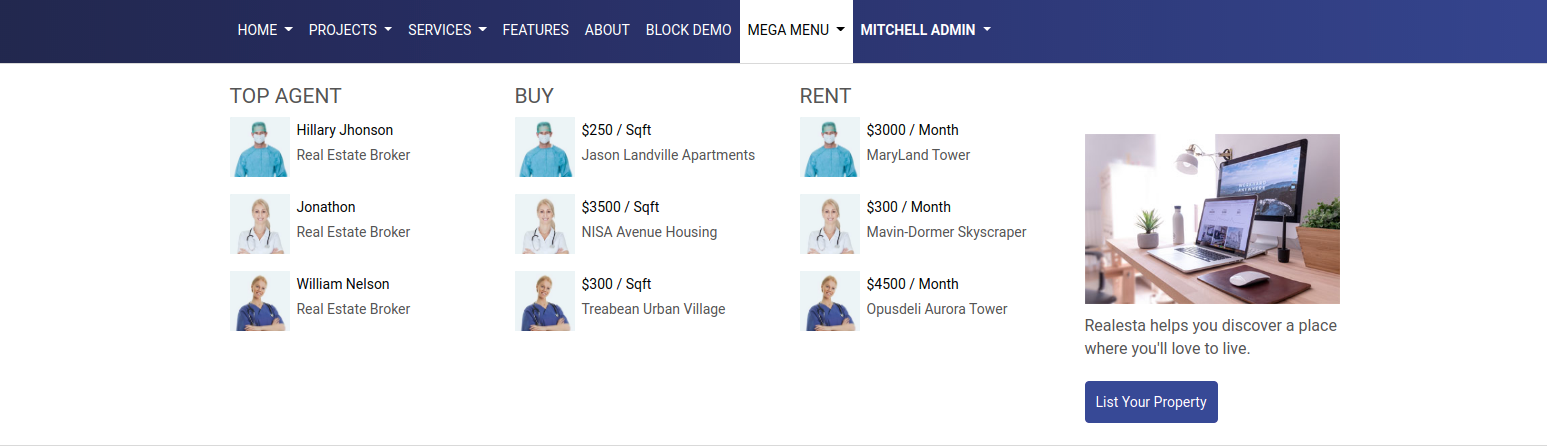 HOME PROJECTS SERVICES FEATURES ABOUT BLOCK DEMO MEGA MENU MITCHELL ADMIN
TOP AGENT
Hillary Jhonson
Real Estate Broker
Jonathon
Real Estate Broker
William Nelson
Real Estate Broker
BUY
$250 / Sqft
Jason Landville Apartments
$3500 / Sqft
NISA Avenue Housing
$300 / Sqft
Treabean Urban Village
RENT
$3000 / Month
MaryLand Tower
$300 / Month
Mavin-Dormer Skyscraper
$4500 / Month
Opusdeli Aurora Tower
Realesta helps you discover a place
where you'll love to live.
List Your Property